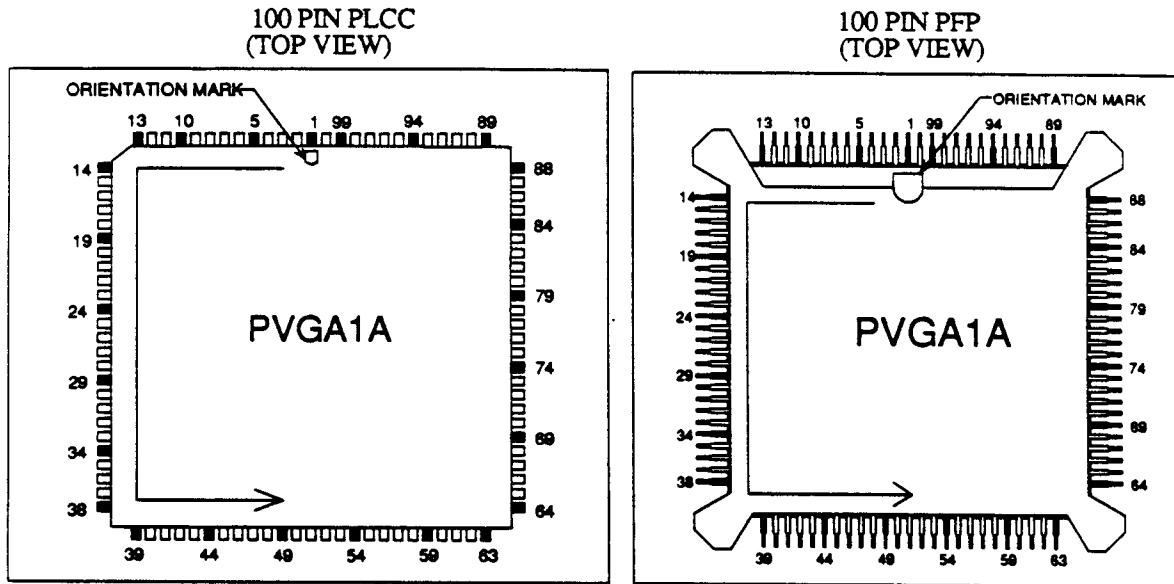 100 PIN PLCC
(TOP VIEW)
ORIENTATION MARK
13 10 5 1 99 94 89
14
19
24
29
34
38
88
84
79
74
69
64
PVGA1A
39 44 49 54 59 63
100 PIN PFP
(TOP VIEW)
ORIENTATION MARK
13 10 5 1 99 94 89
14
19
24
29
34
38
88
84
79
74
69
64
PVGA1A
39 44 49 54 59 63